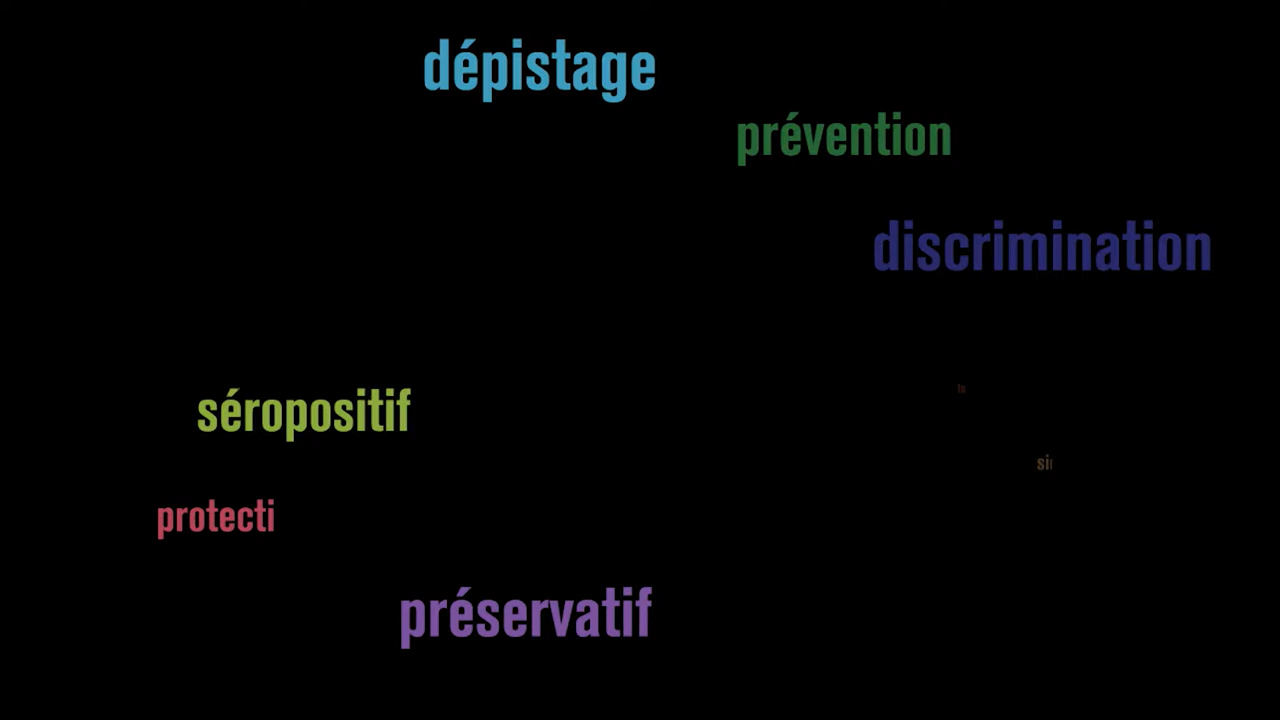 dépistage
prévention
discrimination
séropositif
protecti
préservatif